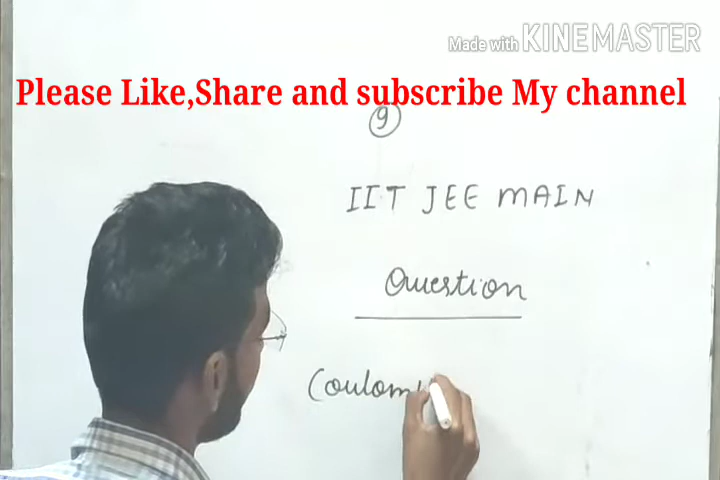 Made with KINEMASTER
Please Like,Share and subscribe My channel
9
IIT JEE MAIN
Question